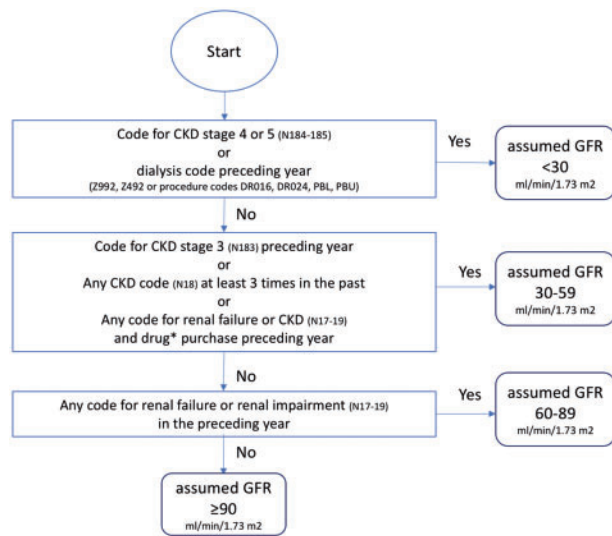 Start
Code for CKD stage 4 or 5 (N184-185)
or
dialysis code preceding year
(Z992, Z492 or procedure codes DR016, DR024, PBL, PBU)
Yes
assumed GFR
<30
ml/min/1.73 m2
No
Code for CKD stage 3 (N183) preceding year
or
Any CKD code (N18) at least 3 times in the past
or
Any code for renal failure or CKD (N17-19)
and drug* purchase preceding year
Yes
assumed GFR
30-59
ml/min/1.73 m2
No
Any code for renal failure or renal impairment (N17-19)
in the preceding year
Yes
assumed GFR
60-89
ml/min/1.73 m2
No
assumed GFR
≥90
ml/min/1.73 m2